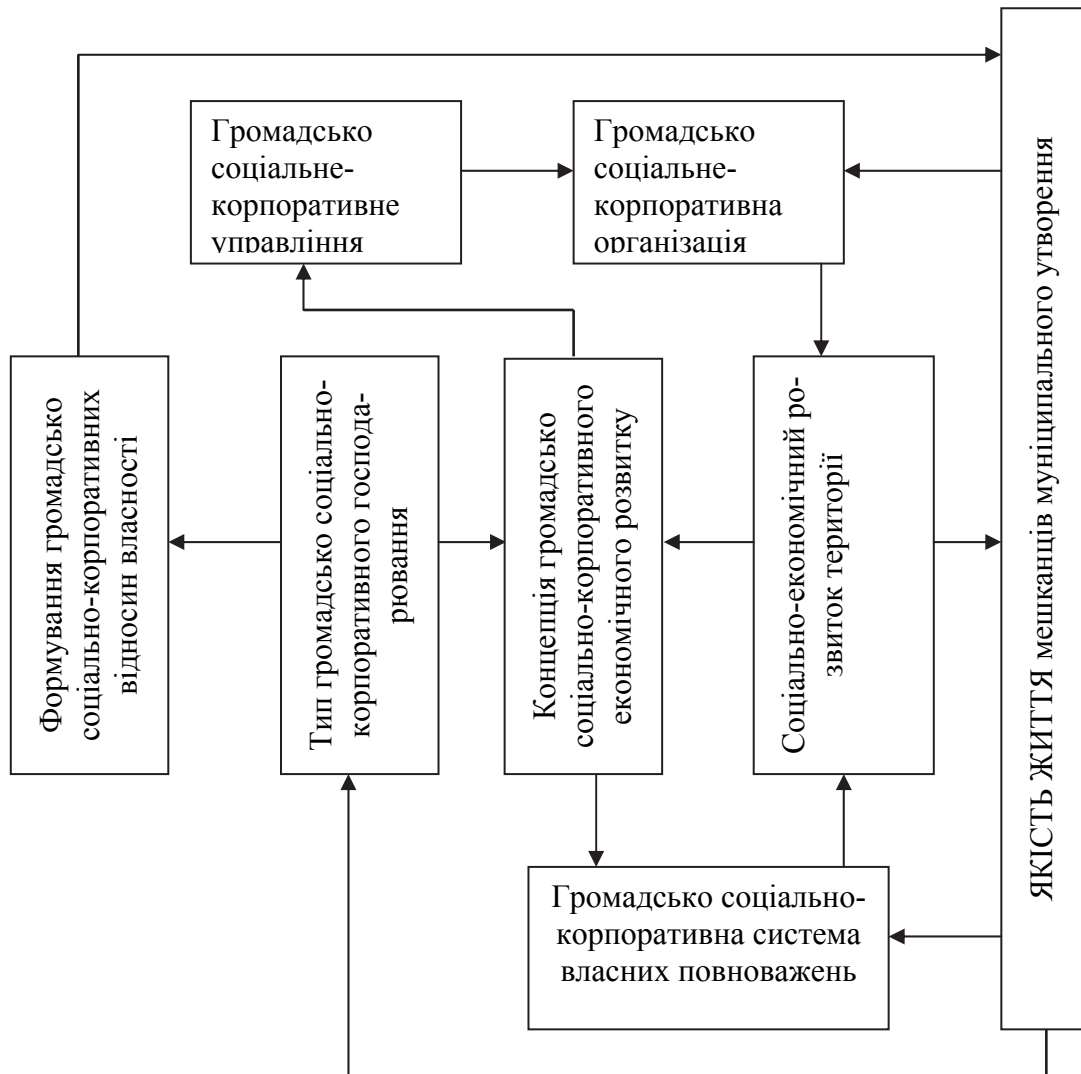 Громадсько
соціальне-
корпоративне
управління
Громадсько
соціальне-
корпоративна
організація
Формування громадсько
соціально-корпоративних
відносин власності
Тип громадсько соціально-
корпоративного господа-
рювання
Концепція громадсько
соціально-корпоративного
економічного розвитку
Соціально-економічний ро-
звиток території
ЯКІСТЬ ЖИТТЯ мешканців муніципального утворення
Громадсько соціально-
корпоративна система
власних повноважень